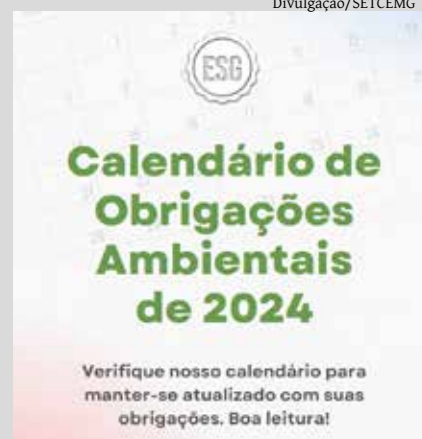 Divulgação/SETCEMG
ESG
Calendário de
Obrigações
Ambientais
de 2024
Verifique nosso calendário para
manter-se atualizado com suas
obrigações. Boa leitura!